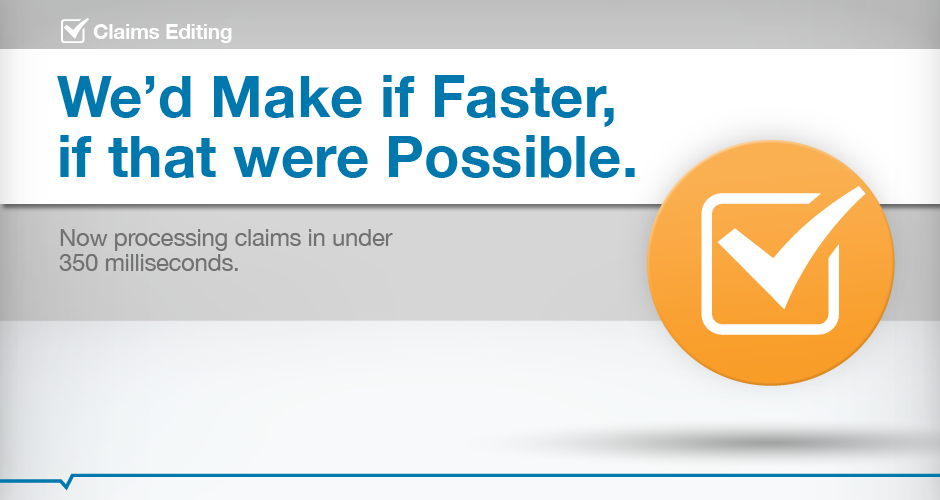 Claims Editing
We’d Make if Faster,
if that were Possible.
Now processing claims in under
350 milliseconds.